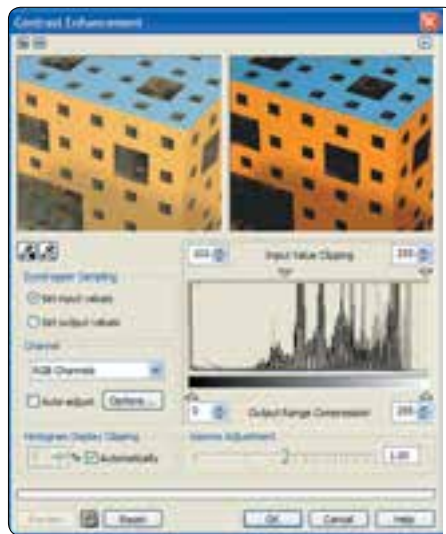 Contrast Enhancement
Input Value Clipping
Eyedropper Sampling
Set input values
Set output values
Channel
RGB Channels
Auto-adjust
Options...
0
Output Range Compression
255
Histogram Display Clipping
Gamma Adjustment
% Automatically
1.00
Preview
Reset
OK
Cancel
Help